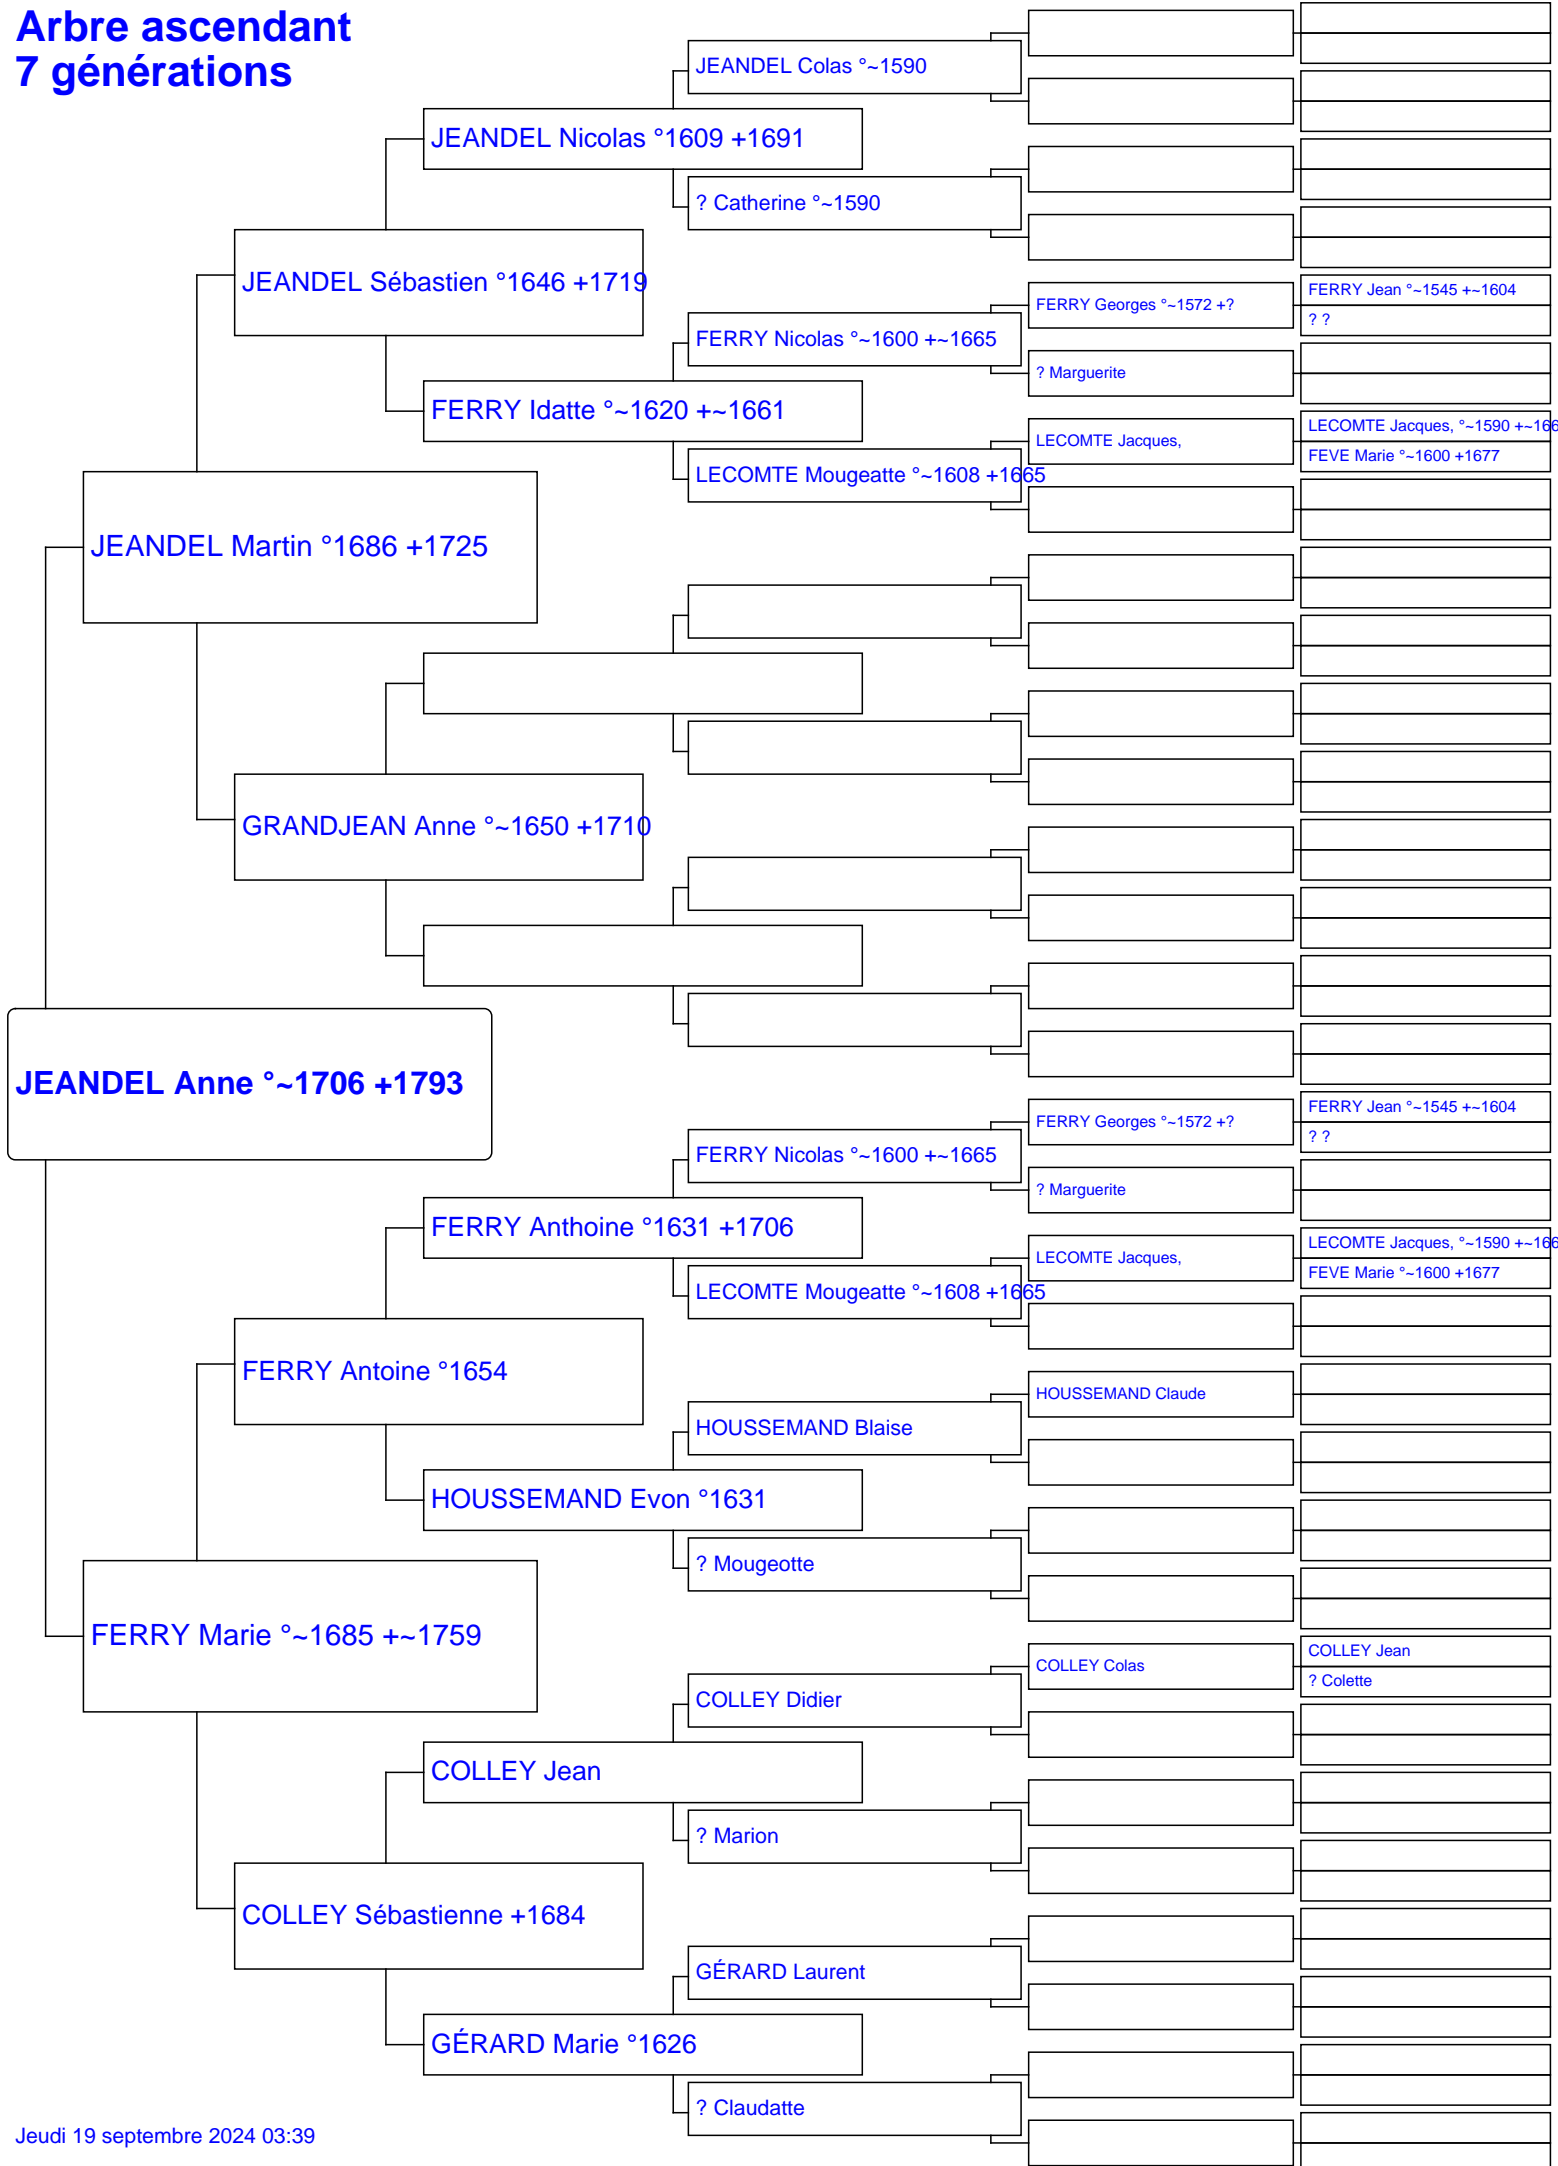 Arbre ascendant
7 générations
JEANDEL Colas °~1590
JEANDEL Nicolas °1609 +1691
? Catherine °~1590
JEANDEL Sébastien °1646 +1719
FERRY Jean °~1545 +~1604
FERRY Georges °~1572 +?
? ?
FERRY Nicolas °~1600 +~1665
? Marguerite
FERRY Idatte °~1620 +~1661
LECOMTE Jacques, °~1590 +~166
LECOMTE Jacques,
FEVE Marie °~1600 +1677
LECOMTE Mougeatte °~1608 +1665
JEANDEL Martin °1686 +1725
GRANDJEAN Anne °~1650 +1710
JEANDEL Anne °~1706 +1793
FERRY Jean °~1545 +~1604
FERRY Georges °~1572 +?
? ?
FERRY Nicolas °~1600 +~1665
? Marguerite
FERRY Anthoine °1631 +1706
LECOMTE Jacques, °~1590 +~166
LECOMTE Jacques,
FEVE Marie °~1600 +1677
LECOMTE Mougeatte °~1608 +1665
FERRY Antoine °1654
HOUSSEMAND Claude
HOUSSEMAND Blaise
HOUSSEMAND Evon °1631
? Mougeotte
FERRY Marie °~1685 +~1759
COLLEY Jean
COLLEY Colas
? Colette
COLLEY Didier
COLLEY Jean
? Marion
COLLEY Sébastienne +1684
GÉRARD Laurent
GÉRARD Marie °1626
? Claudatte
Jeudi 19 septembre 2024 03:39